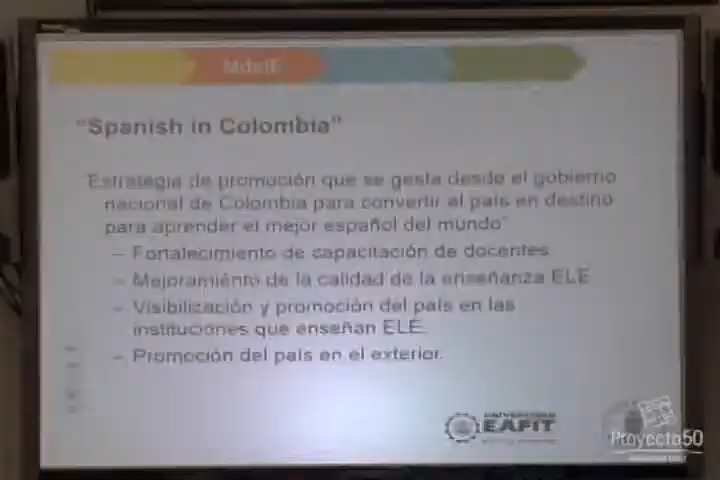 "Spanish in Colombia"
Estrategia de promoción que se gesta desde el gobierno
nacional de Colombia para convertir el país en destino
para aprender el mejor español del mundo"
– Fortalecimiento de capacitación de docentes
– Mejoramiento de la calidad de la enseñanza ELE
– Visibilización y promoción del país en las
instituciones que enseñan ELE.
– Promoción del país en el exterior.
UNIVERSIDAD
EAFIT
Proyecto50